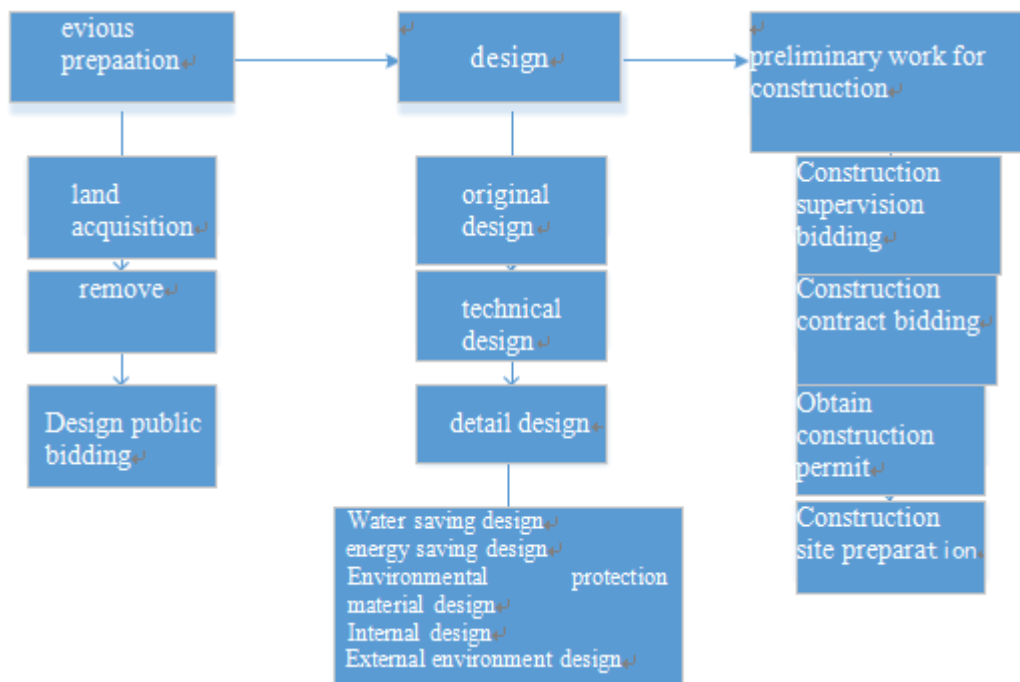 evious
prepaation
design
preliminary work for
construction
land
acquisition
remove
Design public
bidding
original
design
technical
design
detail design
Water saving design
energy saving design
Environmental protection
material design
Internal design
External environment design
Construction
supervision
bidding
Construction
contract bidding
Obtain
construction
permit
Construction
site preparation